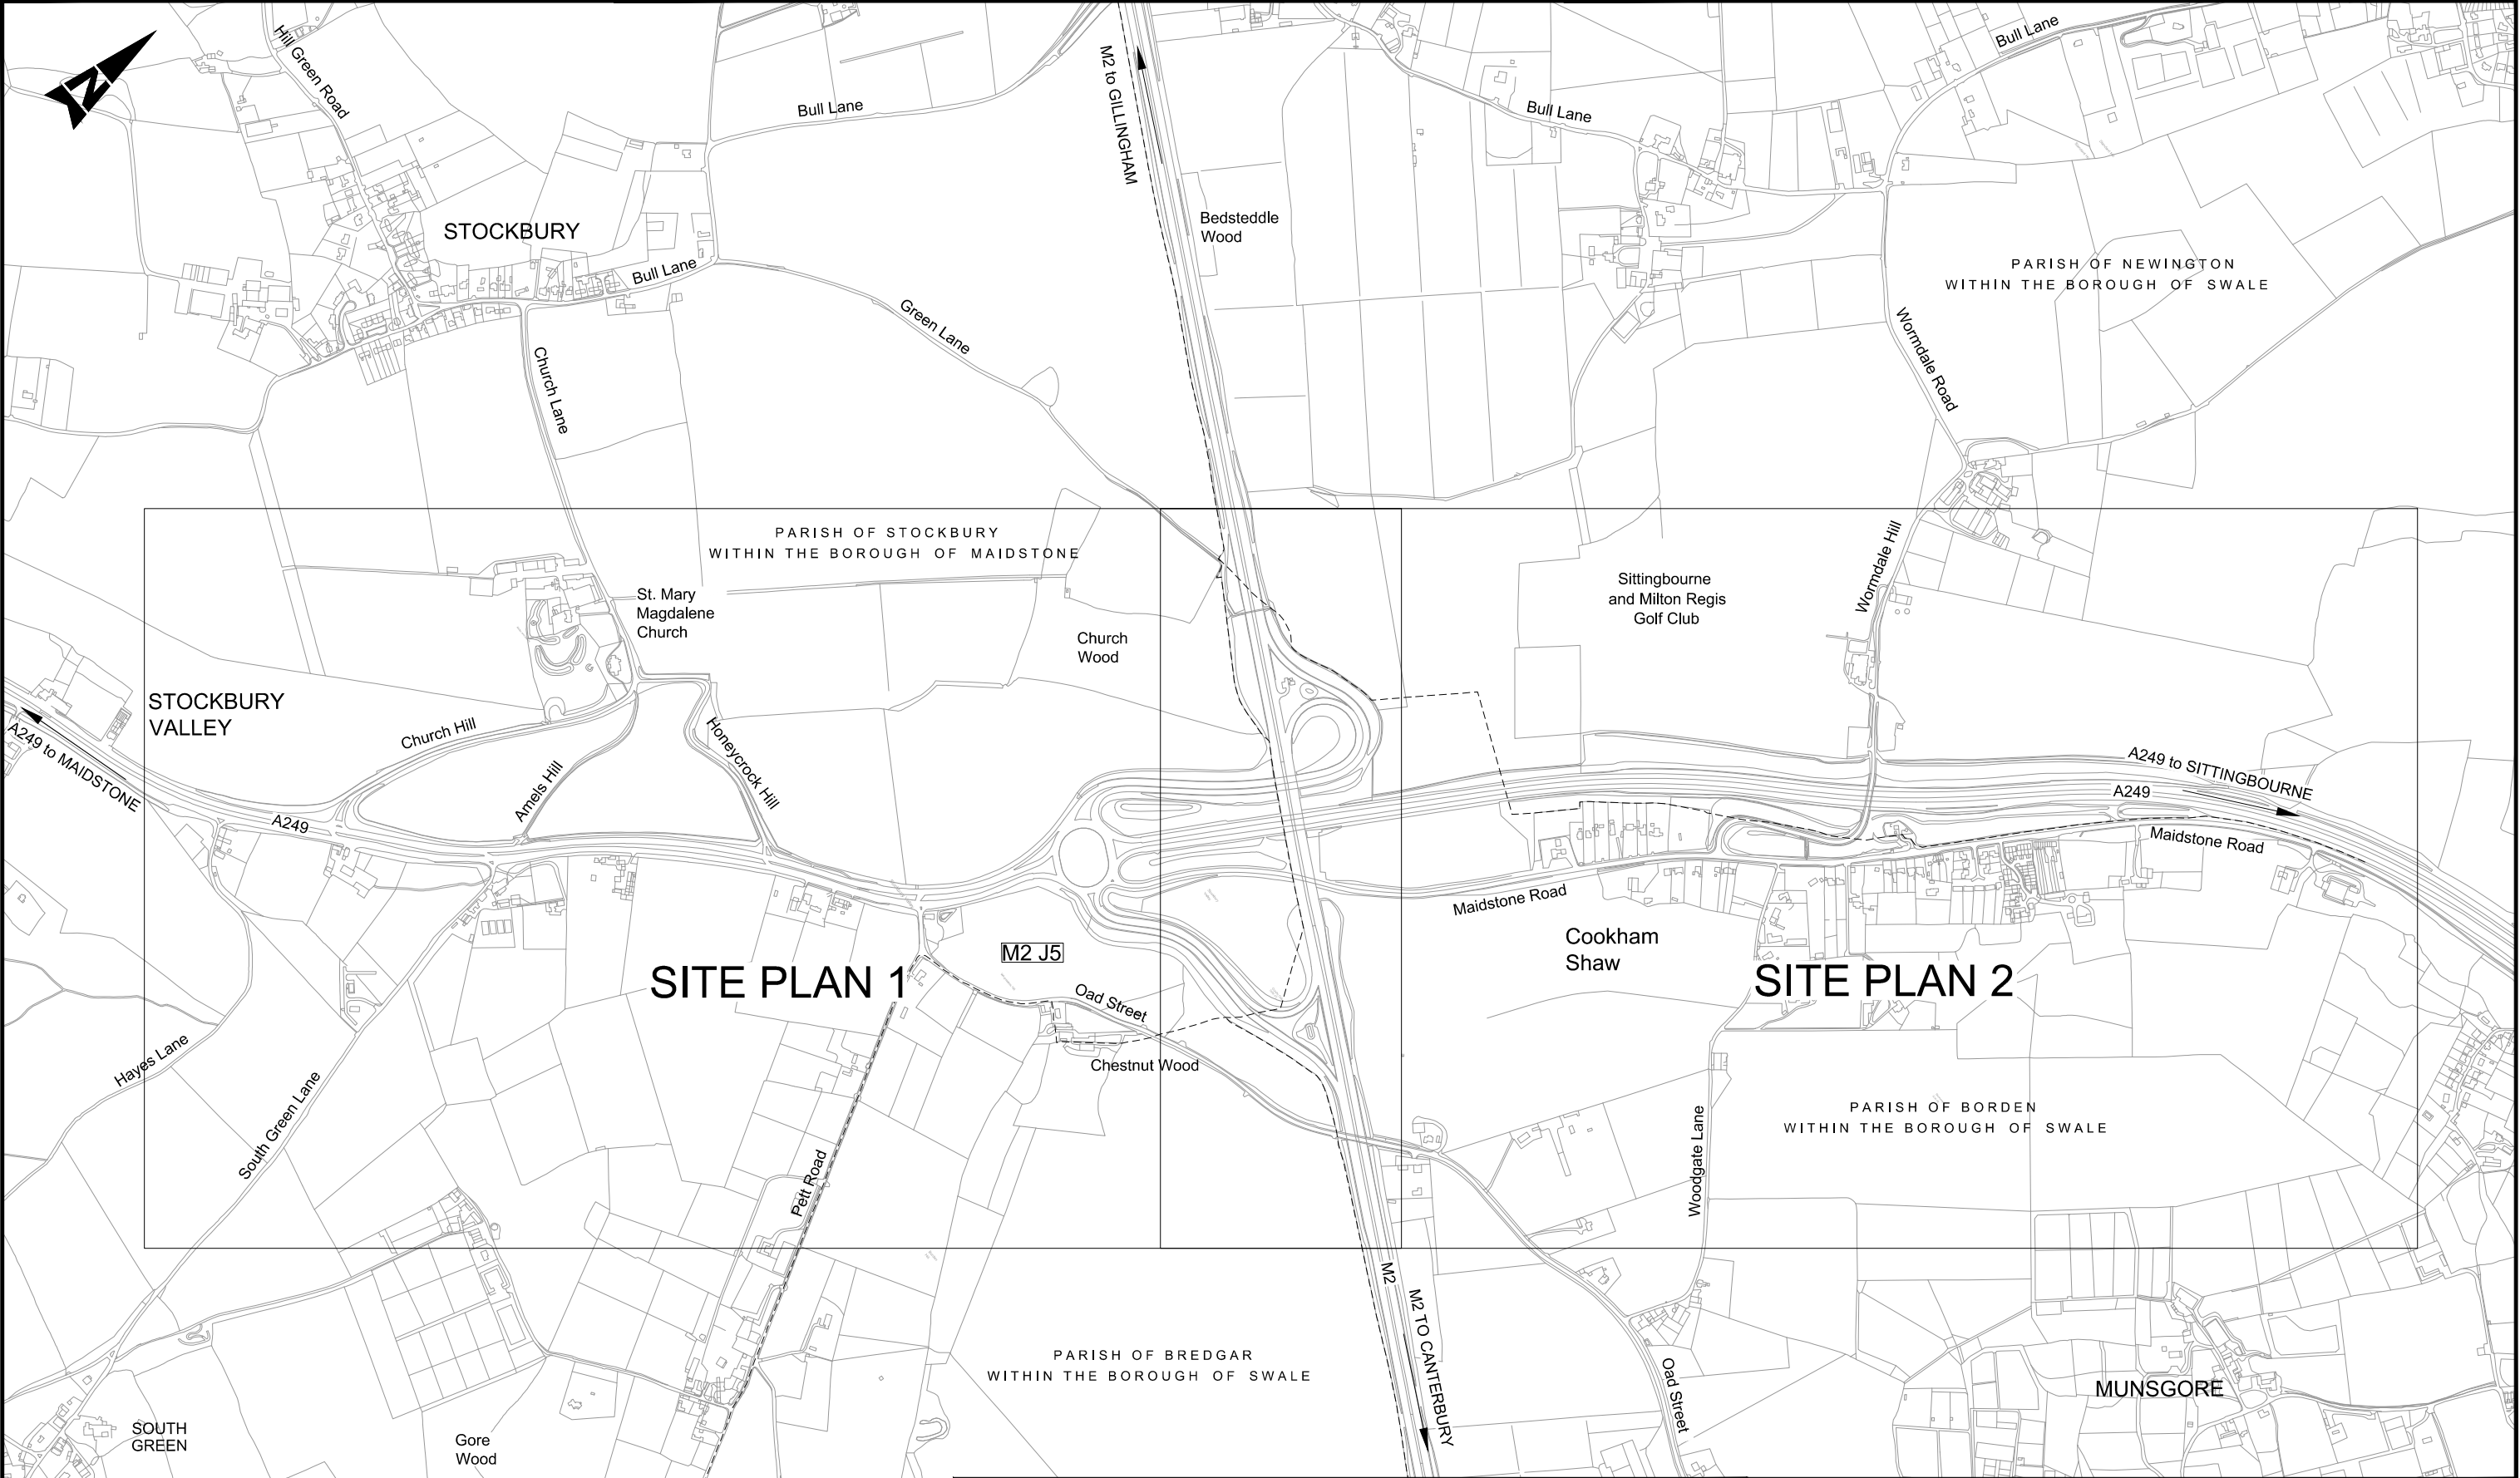 N
Hill Green Road
Bull Lane
M2 to GILLINGHAM
Bull Lane
Bull Lane
STOCKBURY
Bull Lane
Bedsteddle
Wood
PARISH OF NEWINGTON
WITHIN THE BOROUGH OF SWALE
Green Lane
Church Lane
Wormdale Road
PARISH OF STOCKBURY
WITHIN THE BOROUGH OF MAIDSTONE
St. Mary
Magdalene
Church
Church
Wood
Sittingbourne
and Milton Regis
Golf Club
Wormdale Hill
STOCKBURY
VALLEY
A249 to MAIDSTONE
Church Hill
Amels Hill
Honeycrock Hill
A249
A249 to SITTINGBOURNE
A249
Maidstone Road
Maidstone Road
Cookham
Shaw
M2 J5
SITE PLAN 1
SITE PLAN 2
Oad Street
Chestnut Wood
Hayes Lane
South Green Lane
Pett Road
Woodgate Lane
PARISH OF BORDEN
WITHIN THE BOROUGH OF SWALE
M2
M2 TO CANTERBURY
PARISH OF BREDGAR
WITHIN THE BOROUGH OF SWALE
Oad Street
MUNSGORE
SOUTH
GREEN
Gore
Wood